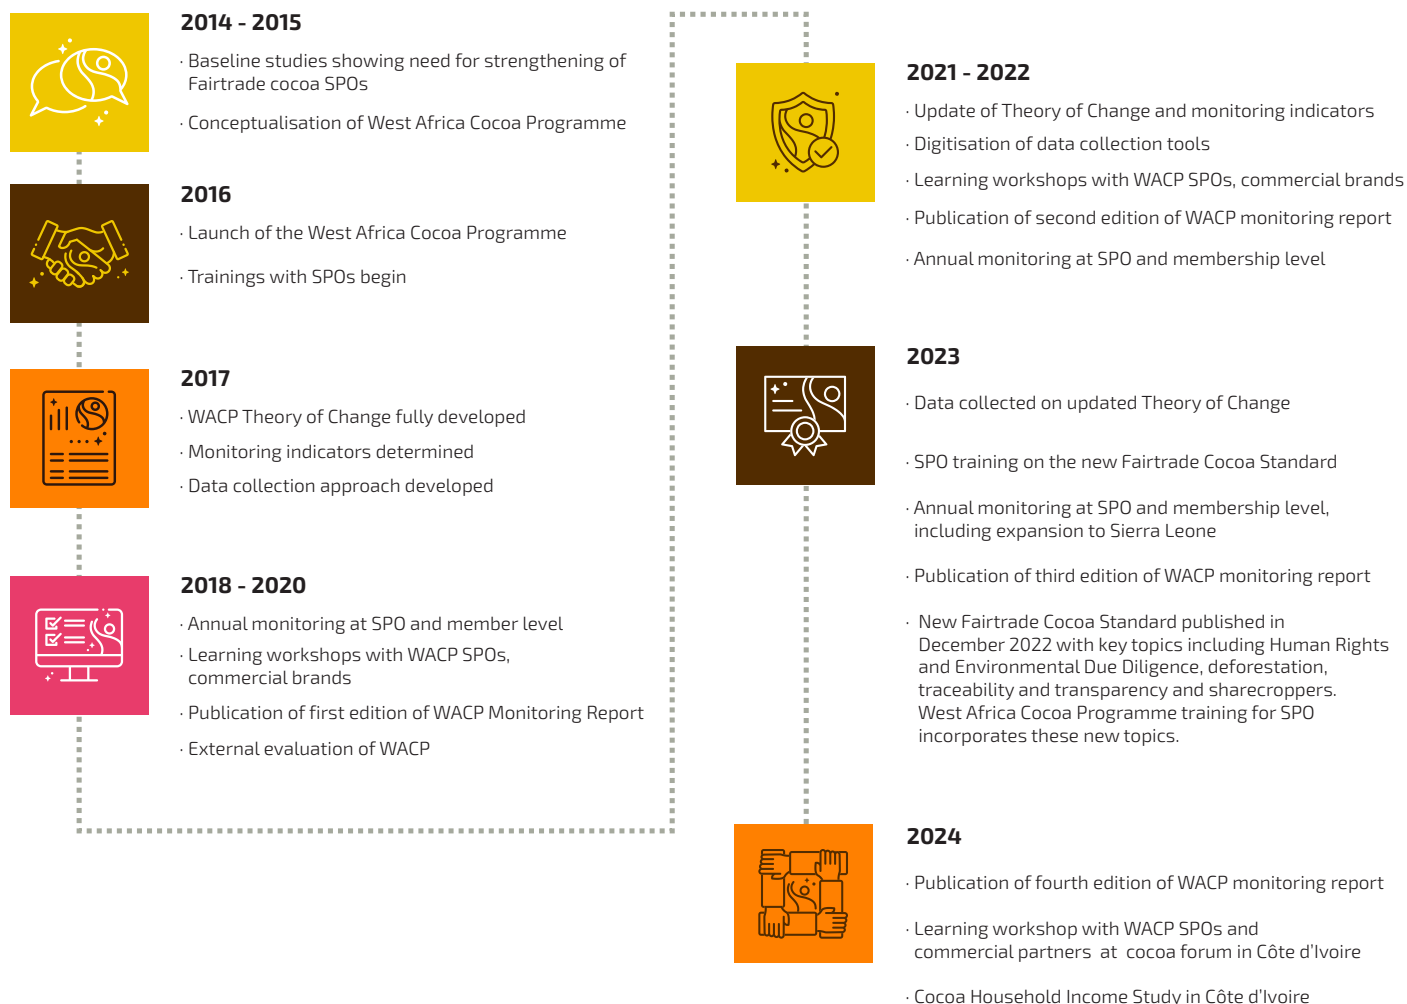 2014 - 2015
· Baseline studies showing need for strengthening of
Fairtrade cocoa SPOs
· Conceptualisation of West Africa Cocoa Programme
2016
· Launch of the West Africa Cocoa Programme
· Trainings with SPOs begin
2017
· WACP Theory of Change fully developed
· Monitoring indicators determined
· Data collection approach developed
2018 - 2020
· Annual monitoring at SPO and member level
· Learning workshops with WACP SPOs,
commercial brands
· Publication of first edition of WACP Monitoring Report
· External evaluation of WACP
2021 - 2022
· Update of Theory of Change and monitoring indicators
· Digitisation of data collection tools
· Learning workshops with WACP SPOs, commercial brands
· Publication of second edition of WACP monitoring report
· Annual monitoring at SPO and membership level
2023
· Data collected on updated Theory of Change
· SPO training on the new Fairtrade Cocoa Standard
· Annual monitoring at SPO and membership level,
including expansion to Sierra Leone
· Publication of third edition of WACP monitoring report
· New Fairtrade Cocoa Standard published in
December 2022 with key topics including Human Rights
and Environmental Due Diligence, deforestation,
traceability and transparency and sharecroppers.
West Africa Cocoa Programme training for SPO
incorporates these new topics.
2024
· Publication of fourth edition of WACP monitoring report
· Learning workshop with WACP SPOs and
commercial partners at cocoa forum in Côte d'Ivoire
· Cocoa Household Income Study in Côte d'Ivoire